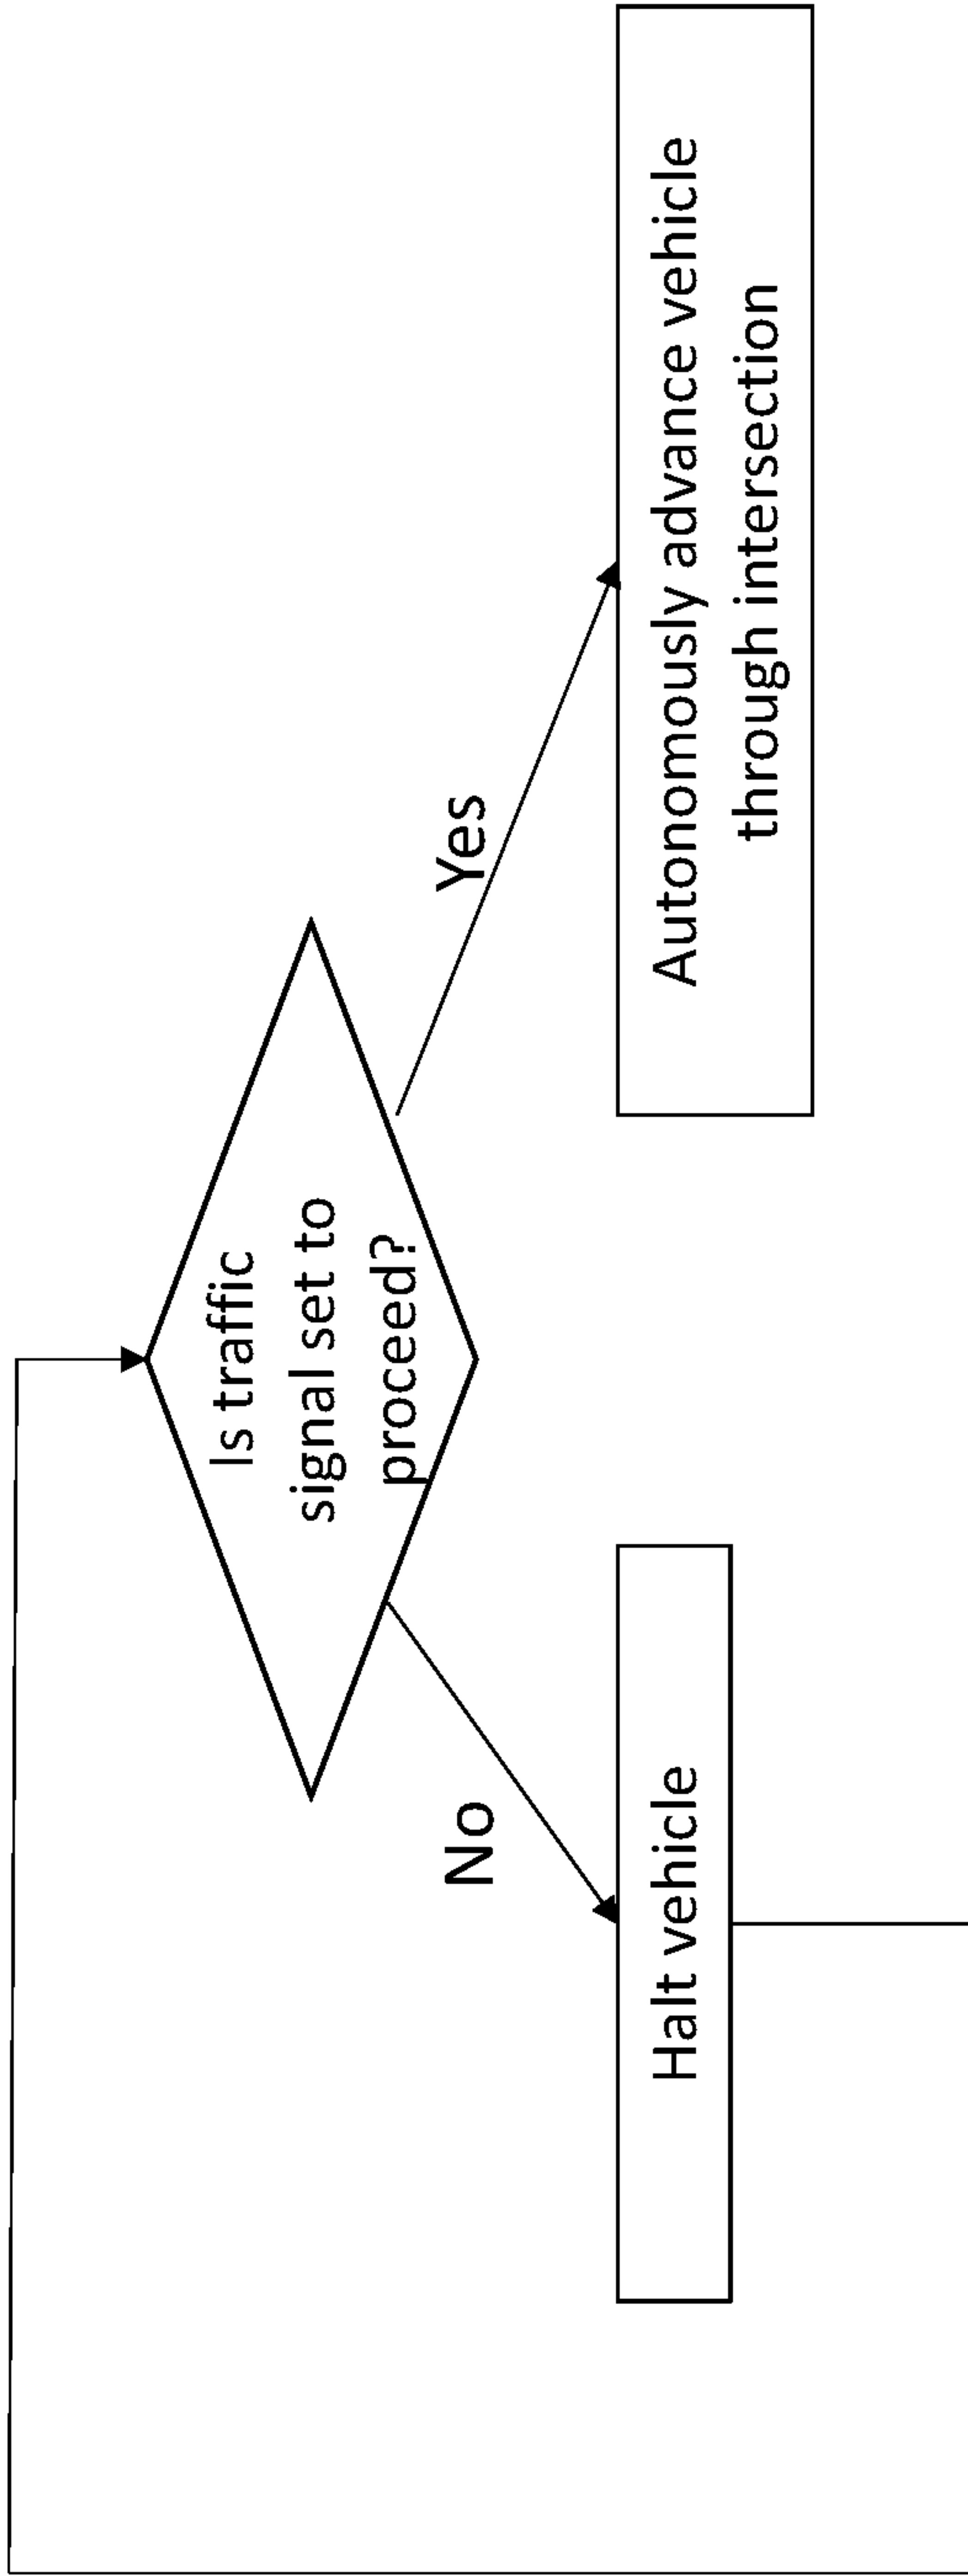 Is traffic
signal set to
proceed?
No
Yes
Halt vehicle
Autonomously advance vehicle
through intersection